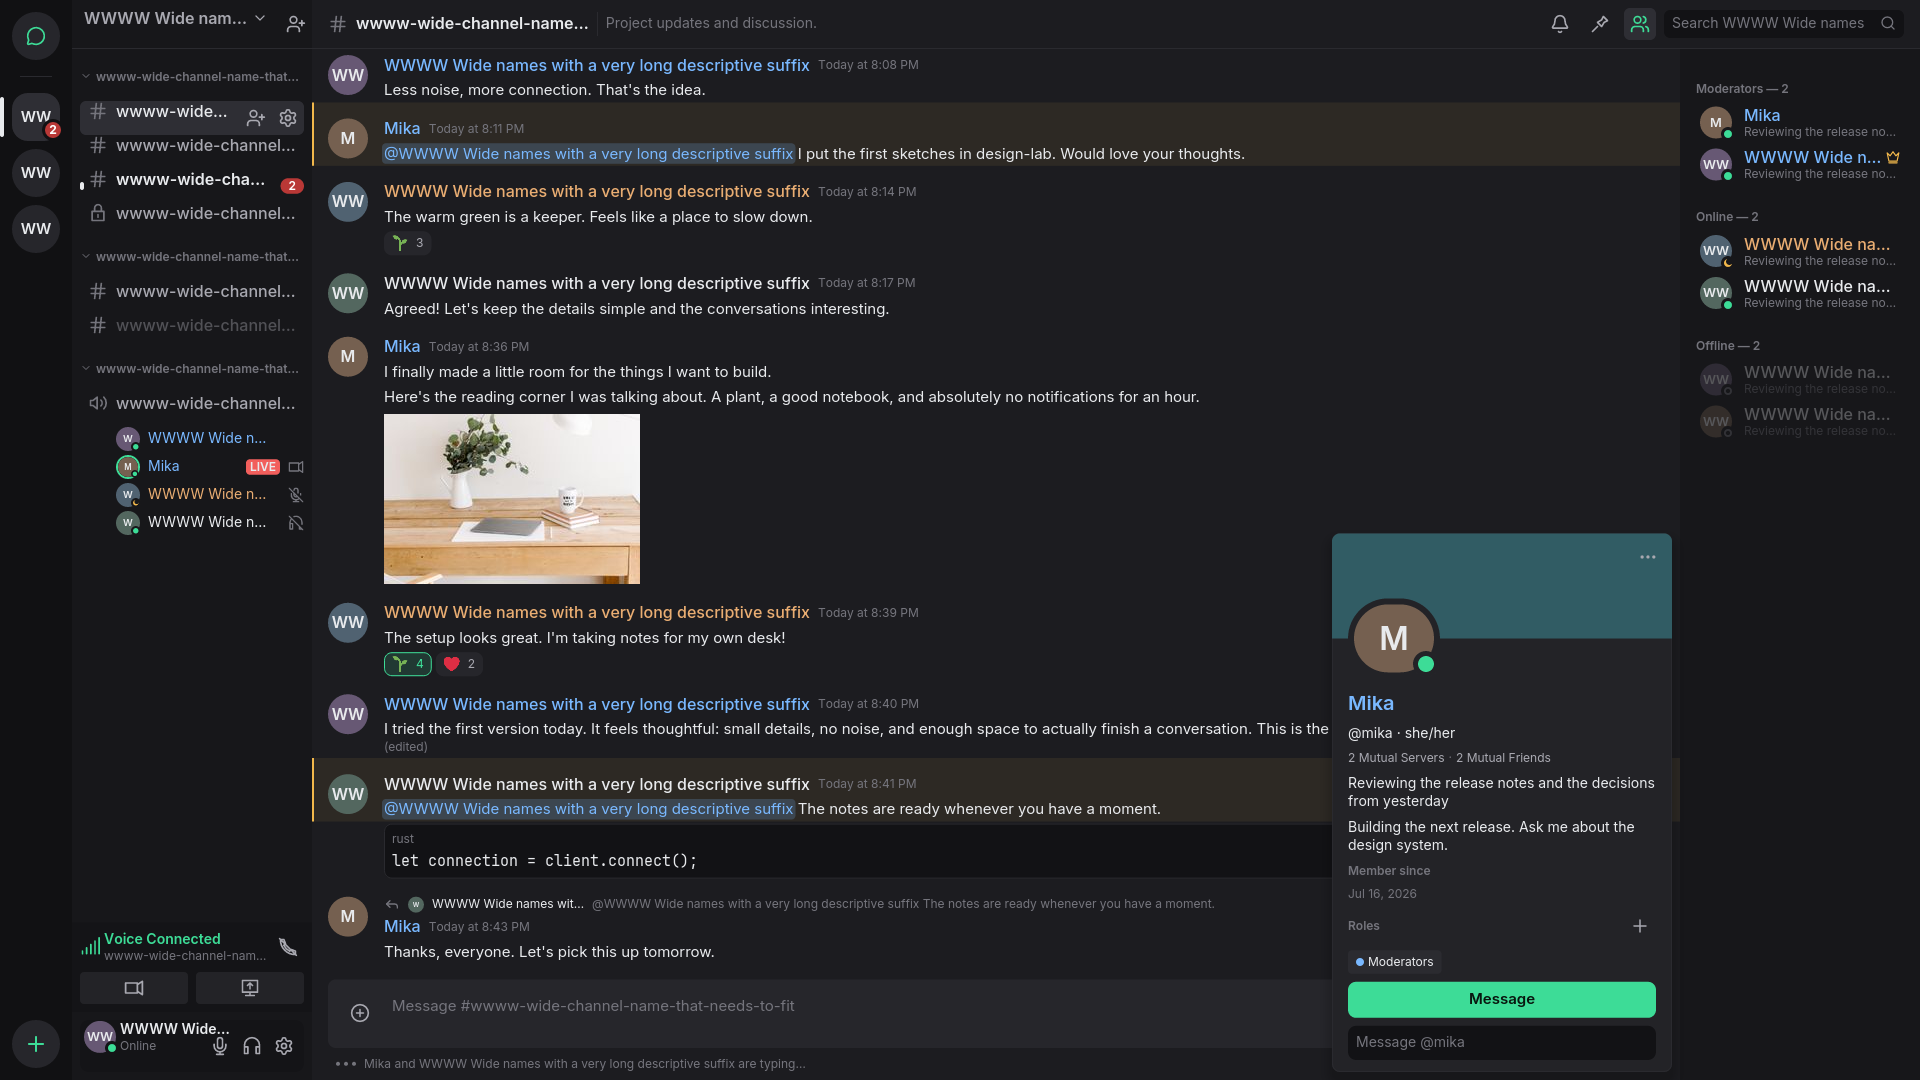 WWWW Wide nam...
wwww-wide-channel-name...
Project updates and discussion.
Search WWWW Wide names
WW
2
WW
WW
wwww-wide-channel-name-that...
wwww-wide...
wwww-wide-channel...
wwww-wide-cha...
2
wwww-wide-channel...
wwww-wide-channel-name-that...
wwww-wide-channel...
wwww-wide-channel...
wwww-wide-channel-name-that...
wwww-wide-channel...
W
WWWW Wide n...
M
Mika
LIVE
W
WWWW Wide n...
W
WWWW Wide n...
Voice Connected
wwww-wide-channel-nam...
WW
WWWW Wide...
Online
WW
WWWW Wide names with a very long descriptive suffix Today at 8:08 PM
Less noise, more connection. That's the idea.
M
Mika Today at 8:11 PM
@WWWW Wide names with a very long descriptive suffix I put the first sketches in design-lab. Would love your thoughts.
WW
WWWW Wide names with a very long descriptive suffix Today at 8:14 PM
The warm green is a keeper. Feels like a place to slow down.
3
WW
WWWW Wide names with a very long descriptive suffix Today at 8:17 PM
Agreed! Let's keep the details simple and the conversations interesting.
M
Mika Today at 8:36 PM
I finally made a little room for the things I want to build.
Here's the reading corner I was talking about. A plant, a good notebook, and absolutely no notifications for an hour.
WW
WWWW Wide names with a very long descriptive suffix Today at 8:39 PM
The setup looks great. I'm taking notes for my own desk!
4
2
WW
WWWW Wide names with a very long descriptive suffix Today at 8:40 PM
I tried the first version today. It feels thoughtful: small details, no noise, and enough space to actually finish a conversation. This is the
(edited)
WW
WWWW Wide names with a very long descriptive suffix Today at 8:41 PM
@WWWW Wide names with a very long descriptive suffix The notes are ready whenever you have a moment.
rust
let connection = client.connect();
W
WWWW Wide names wit... @WWWW Wide names with a very long descriptive suffix The notes are ready whenever you have a moment.
M
Mika Today at 8:43 PM
Thanks, everyone. Let's pick this up tomorrow.
Message #wwww-wide-channel-name-that-needs-to-fit
Mika and WWWW Wide names with a very long descriptive suffix are typing...
Moderators — 2
M
Mika
Reviewing the release no...
WW
WWWW Wide n...
Reviewing the release no...
Online — 2
WW
WWWW Wide na...
Reviewing the release no...
WW
WWWW Wide na...
Reviewing the release no...
Offline — 2
WW
WWWW Wide na...
Reviewing the release no...
WW
WWWW Wide na...
Reviewing the release no...
M
Mika
@mika · she/her
2 Mutual Servers · 2 Mutual Friends
Reviewing the release notes and the decisions
from yesterday
Building the next release. Ask me about the
design system.
Member since
Jul 16, 2026
Roles
Moderators
Message
Message @mika